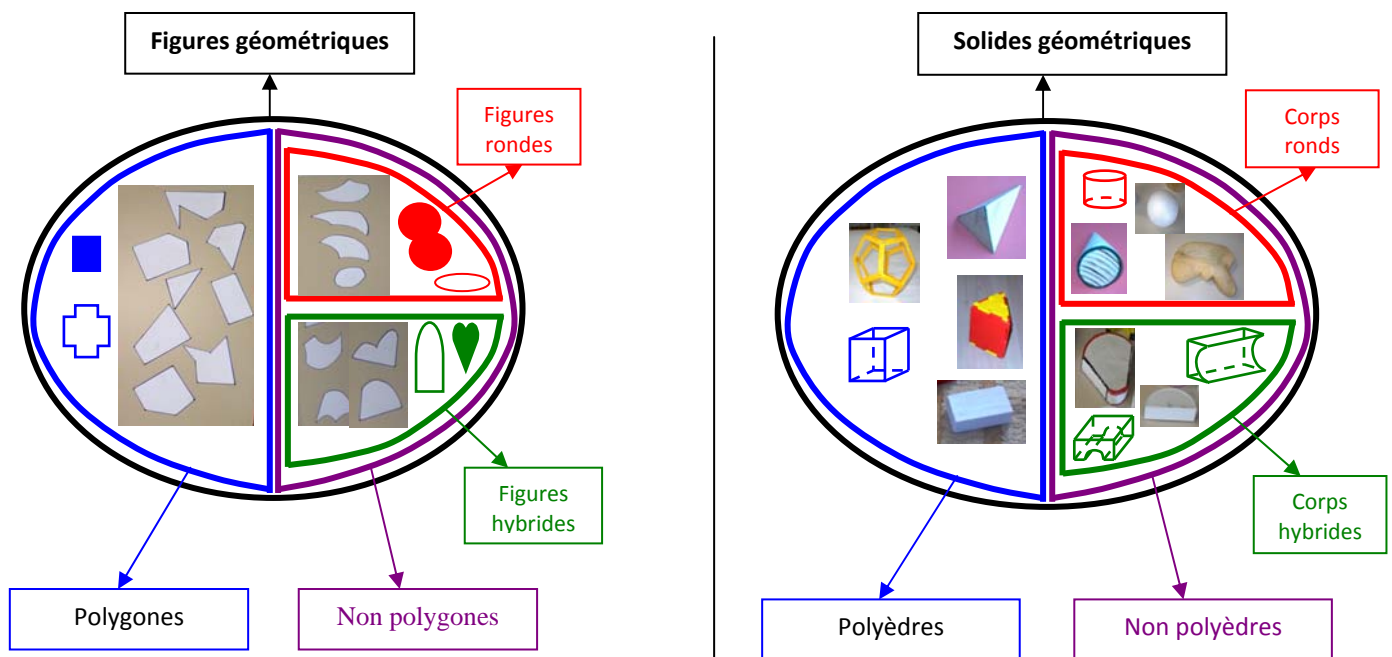 Figures géométriques
Figures
rondes
Figures
hybrides
Polygones
Non polygones
Solides géométriques
Corps
ronds
Corps
hybrides
Polyèdres
Non polyèdres